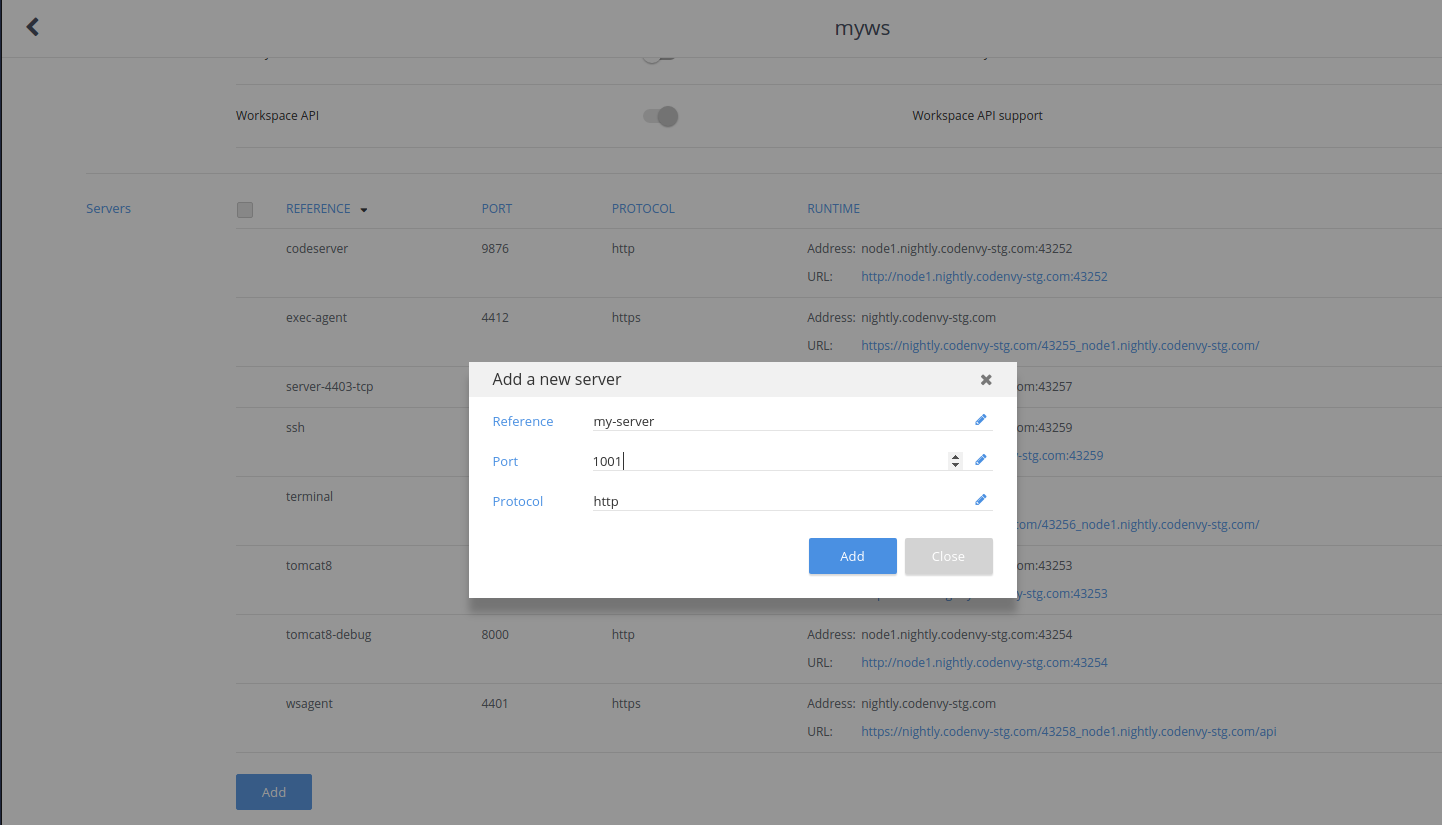 myws
Workspace API Workspace API support
Servers REFERENCE PORT PROTOCOL RUNTIME
codeserver 9876 http Address: node1.nightly.codenvy-stg.com:43252
URL: http://node1.nightly.codenvy-stg.com:43252
exec-agent 4412 https Address: nightly.codenvy-stg.com
URL: https://nightly.codenvy-stg.com/43255_node1.nightly.codenvy-stg.com/
Add a new server
server-4403-tcp om:43257
Reference my-server
ssh om:43259
Port 1001
-stg.com:43259
terminal
Protocol http
om/43256_node1.nightly.codenvy-stg.com/
Add Close
tomcat8 om:43253
y-stg.com:43253
tomcat8-debug 8000 http Address: node1.nightly.codenvy-stg.com:43254
URL: http://node1.nightly.codenvy-stg.com:43254
wsagent 4401 https Address: nightly.codenvy-stg.com
URL: https://nightly.codenvy-stg.com/43258_node1.nightly.codenvy-stg.com/api
Add